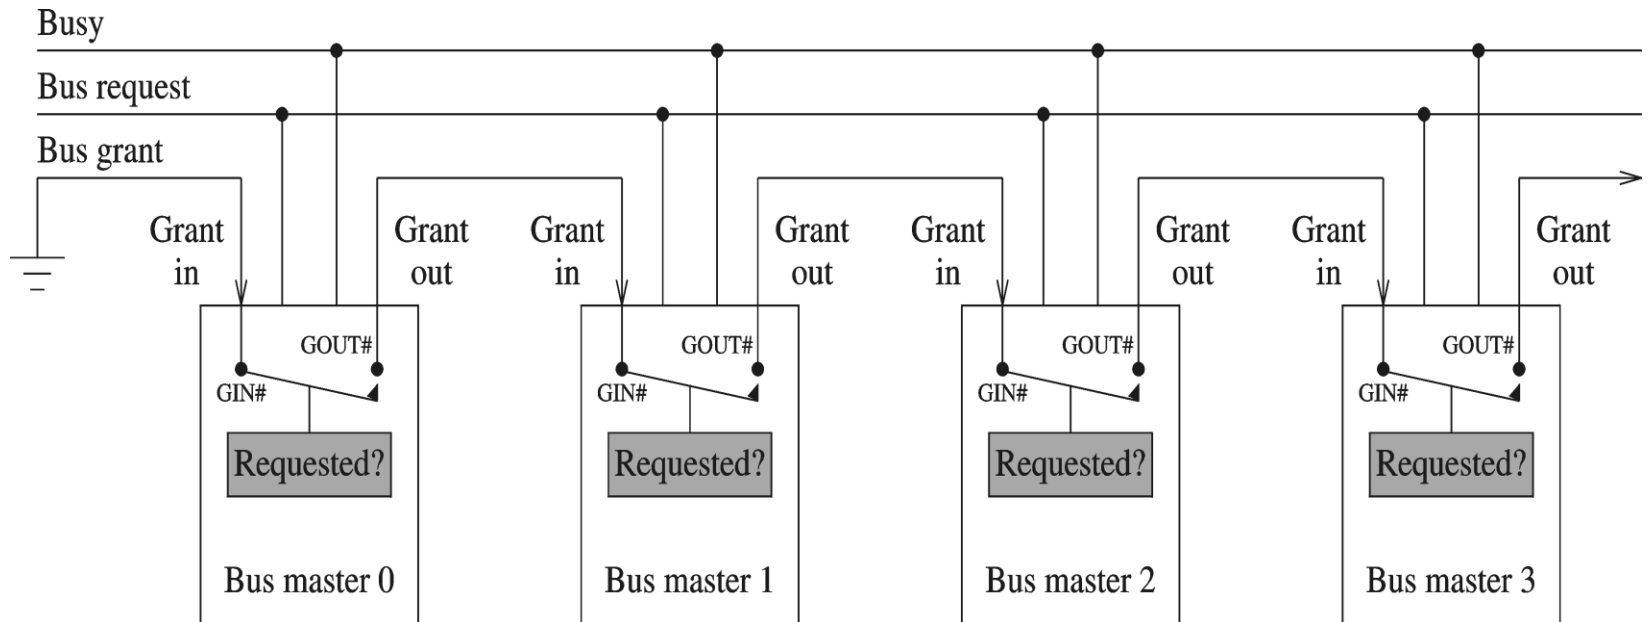 Busy
Bus request
Bus grant
Grant in
Grant out
Grant in
Grant out
Grant in
Grant out
Grant in
Grant out
GOUT#
GIN#
Requested?
Bus master 0
GOUT#
GIN#
Requested?
Bus master 1
GOUT#
GIN#
Requested?
Bus master 2
GOUT#
GIN#
Requested?
Bus master 3